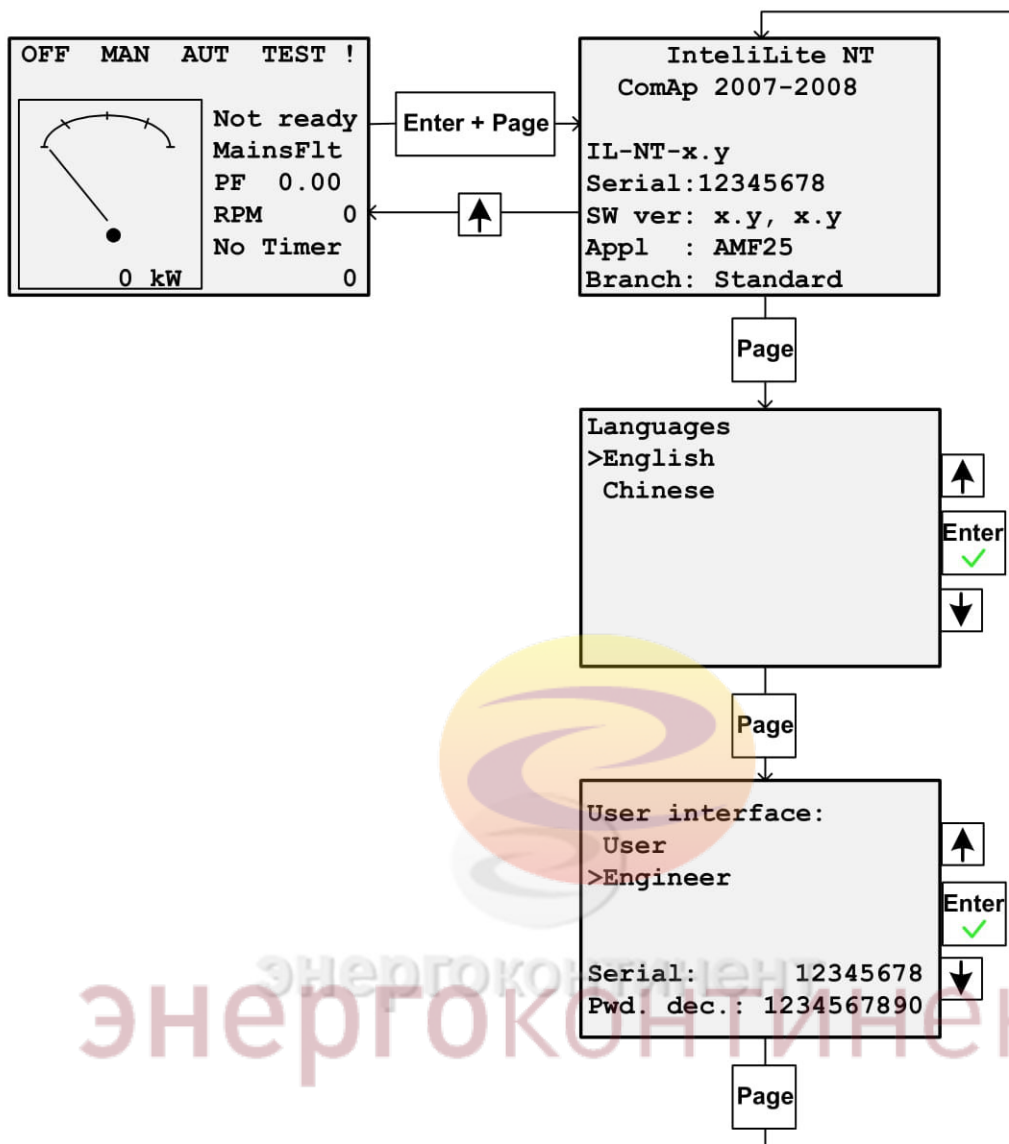 OFF MAN AUT TEST !
Not ready
MainsFlt
PF 0.00
RPM 0
No Timer
0 kW 0
Enter + Page
InteliLite NT
ComAp 2007-2008
IL-NT-x.y
Serial:12345678
SW ver: x.y, x.y
Appl : AMF25
Branch: Standard
Page
Languages
>English
Chinese
Enter
Page
User interface:
User
>Engineer
Enter
Serial: 12345678
Pwd. dec.: 1234567890
энергоконтинент
энергоконтинен
Page